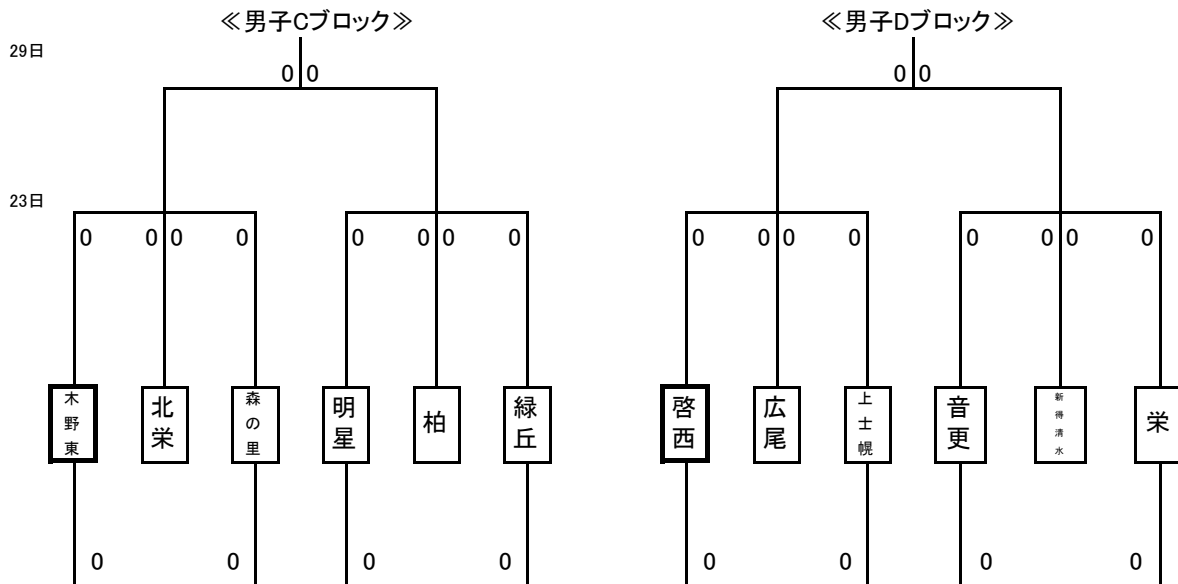 ≪男子Cブロック≫ ≪男子Dブロック≫
29日
0 0 0 0
23日
0 0 0 0 0 0 0 0 0 0 0 0 0 0 0 0
木野東 北栄 森の里 明星 柏 緑丘 啓西 広尾 上士幌 音更 新得清水 栄
0 0 0 0 0 0 0 0